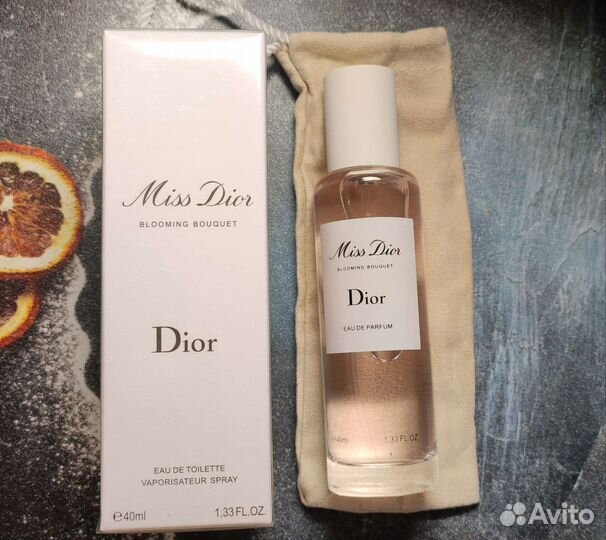 Miss Dior
BLOOMING BOUQUET
Dior
EAU DE TOILETTE
VAPORISATEUR SPRAY
℮40ml 1.33 FL.OZ.
Miss Dior
BLOOMING BOUQUET
Dior
EAU DE PARFUM
℮40ml 1.33 FL.OZ.
Avito